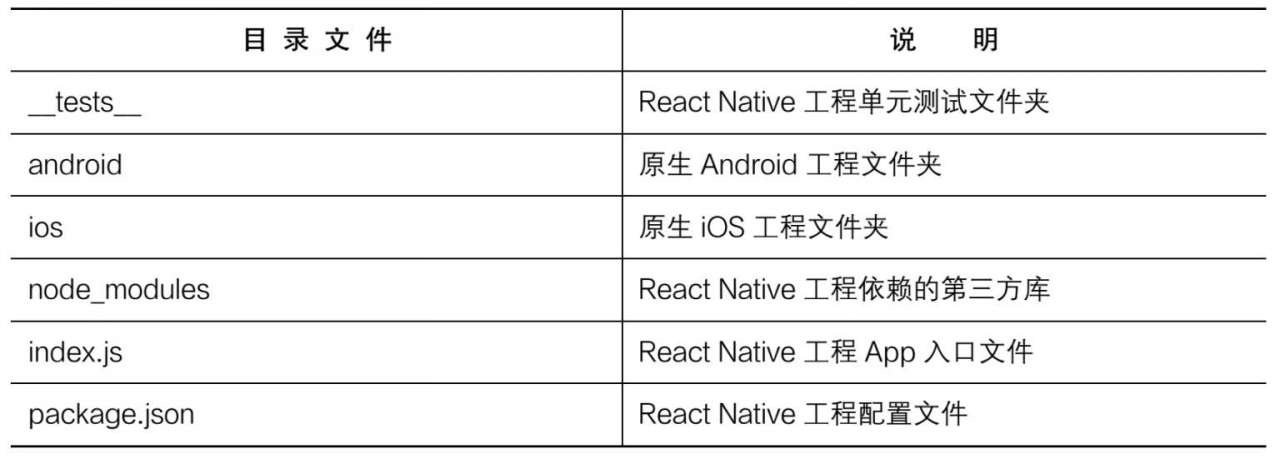 目录文件 说明
__tests__ React Native 工程单元测试文件夹
android 原生 Android 工程文件夹
ios 原生 iOS 工程文件夹
node_modules React Native 工程依赖的第三方库
index.js React Native 工程 App 入口文件
package.json React Native 工程配置文件